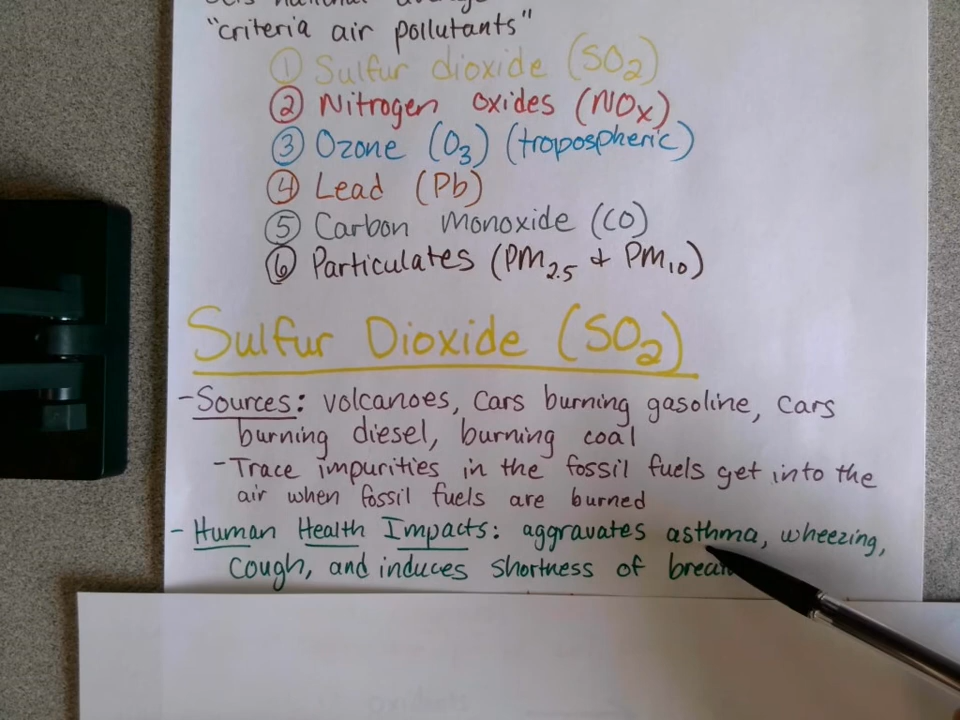 "criteria air pollutants"
① Sulfur dioxide (SO₂)
② Nitrogen oxides (NOₓ)
③ Ozone (O₃) (tropospheric)
④ Lead (Pb)
⑤ Carbon Monoxide (CO)
⑥ Particulates (PM₂.₅ + PM₁₀)
Sulfur Dioxide (SO₂)
- Sources: volcanoes, cars burning gasoline, cars
burning diesel, burning coal
- Trace impurities in the fossil fuels get into the
air when fossil fuels are burned
- Human Health Impacts: aggravates asthma, wheezing,
cough, and induces shortness of